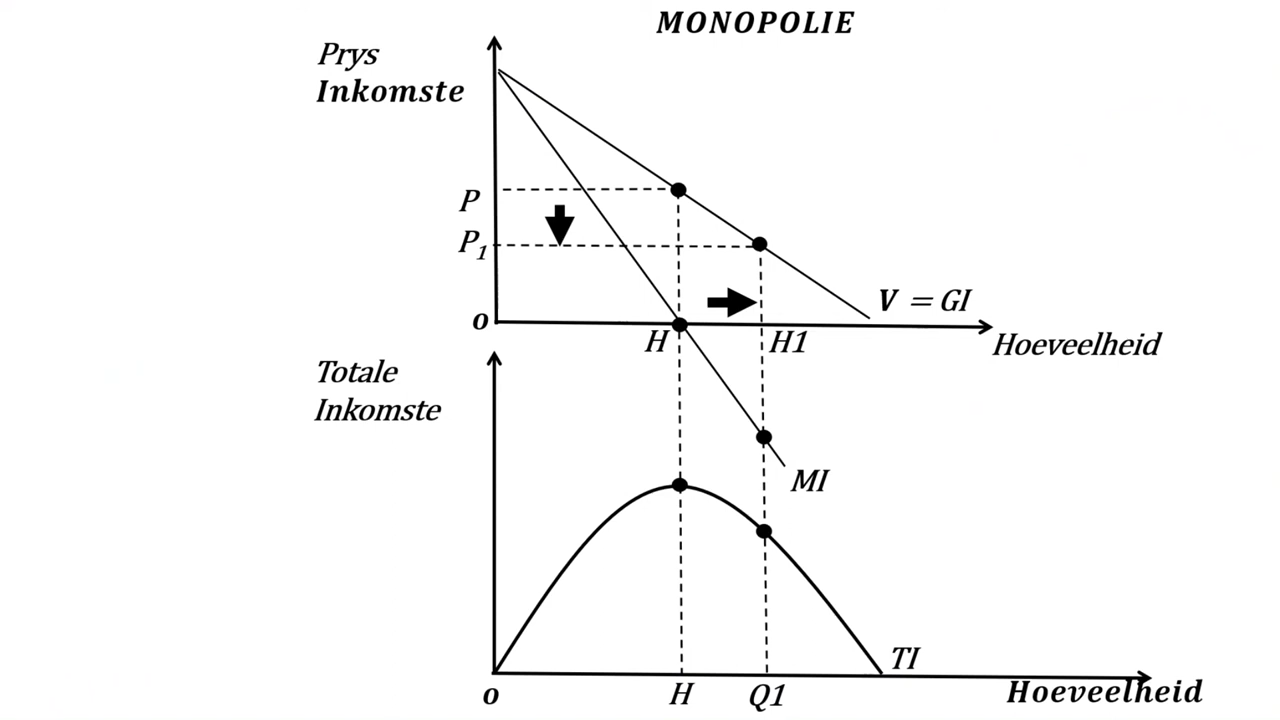 MONOPOLIE
Prys
Inkomste
P
P1
o
H
H1
V = GI
Hoeveelheid
Totale
Inkomste
MI
TI
o
H
Q1
Hoeveelheid